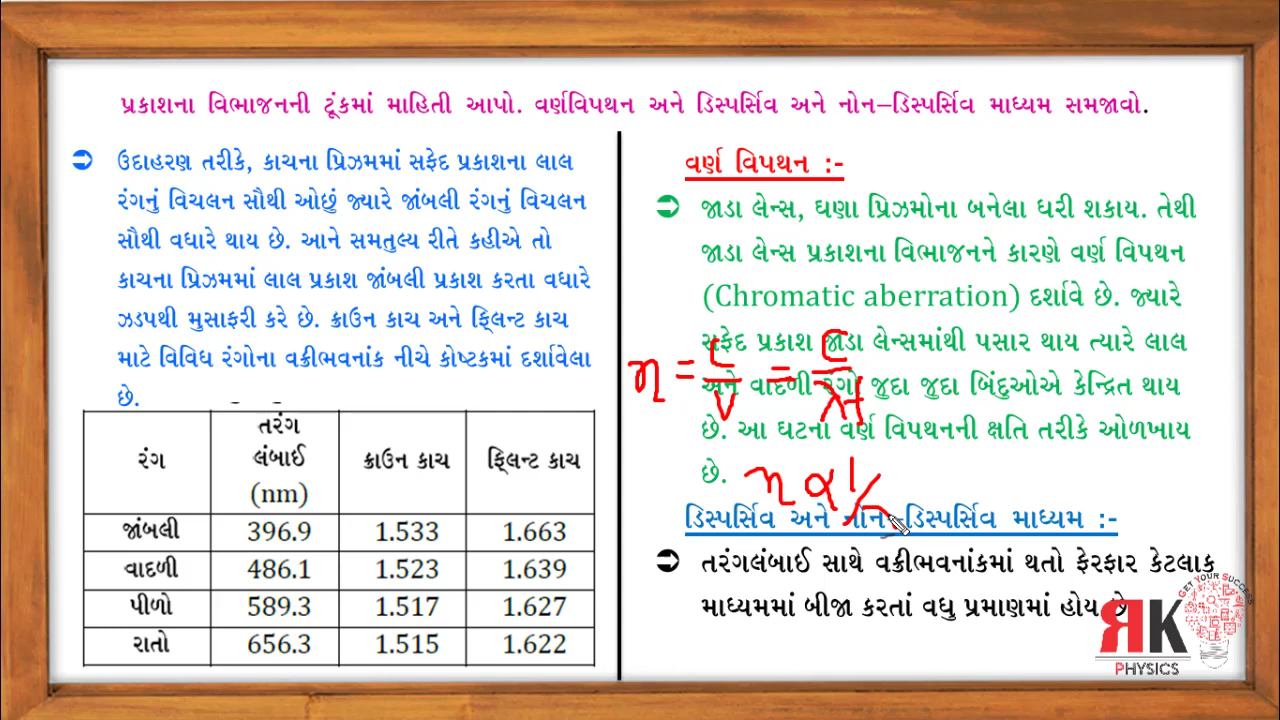 પ્રકાશના વિભાજનની ટૂંકમાં માહિતી આપો. વર્ણવિપથન અને ડિસ્પર્સિવ અને નોન–ડિસ્પર્સિવ માધ્યમ સમજાવો.
➲ ઉદાહરણ તરીકે, કાચના પ્રિઝમમાં સફેદ પ્રકાશના લાલ
રંગનું વિચલન સૌથી ઓછું જ્યારે જાંબલી રંગનું વિચલન
સૌથી વધારે થાય છે. આને સમતુલ્ય રીતે કહીએ તો
કાચના પ્રિઝમમાં લાલ પ્રકાશ જાંબલી પ્રકાશ કરતા વધારે
ઝડપથી મુસાફરી કરે છે. ક્રાઉન કાચ અને ફ્લિન્ટ કાચ
માટે વિવિધ રંગોના વક્રીભવનાંક નીચે કોષ્ટકમાં દર્શાવેલા
છે.
રંગ તરંગ લંબાઈ (nm) ક્રાઉન કાચ ફ્લિન્ટ કાચ
જાંબલી 396.9 1.533 1.663
વાદળી 486.1 1.523 1.639
પીળો 589.3 1.517 1.627
રાતો 656.3 1.515 1.622
વર્ણ વિપથન :-
➲ જાડા લેન્સ, ઘણા પ્રિઝમોના બનેલા ઘરી શકાય. તેથી
જાડા લેન્સ પ્રકાશના વિભાજનને કારણે વર્ણ વિપથન
(Chromatic aberration) દર્શાવે છે. જ્યારે
સફેદ પ્રકાશ જાડા લેન્સમાંથી પસાર થાય ત્યારે લાલ
અને વાદળી રંગો જુદા જુદા બિંદુઓએ કેન્દ્રિત થાય
છે. આ ઘટના વર્ણ વિપથનની ક્ષતિ તરીકે ઓળખાય
છે.
n = c/v = c/λf
n α 1/
ડિસ્પર્સિવ અને નોન–ડિસ્પર્સિવ માધ્યમ :-
➲ તરંગલંબાઈ સાથે વક્રીભવનાંકમાં થતો ફેરફાર કેટલાક
માધ્યમમાં બીજા કરતાં વધુ પ્રમાણમાં હોય છે
GET YOUR SUCCESS
RK
PHYSICS